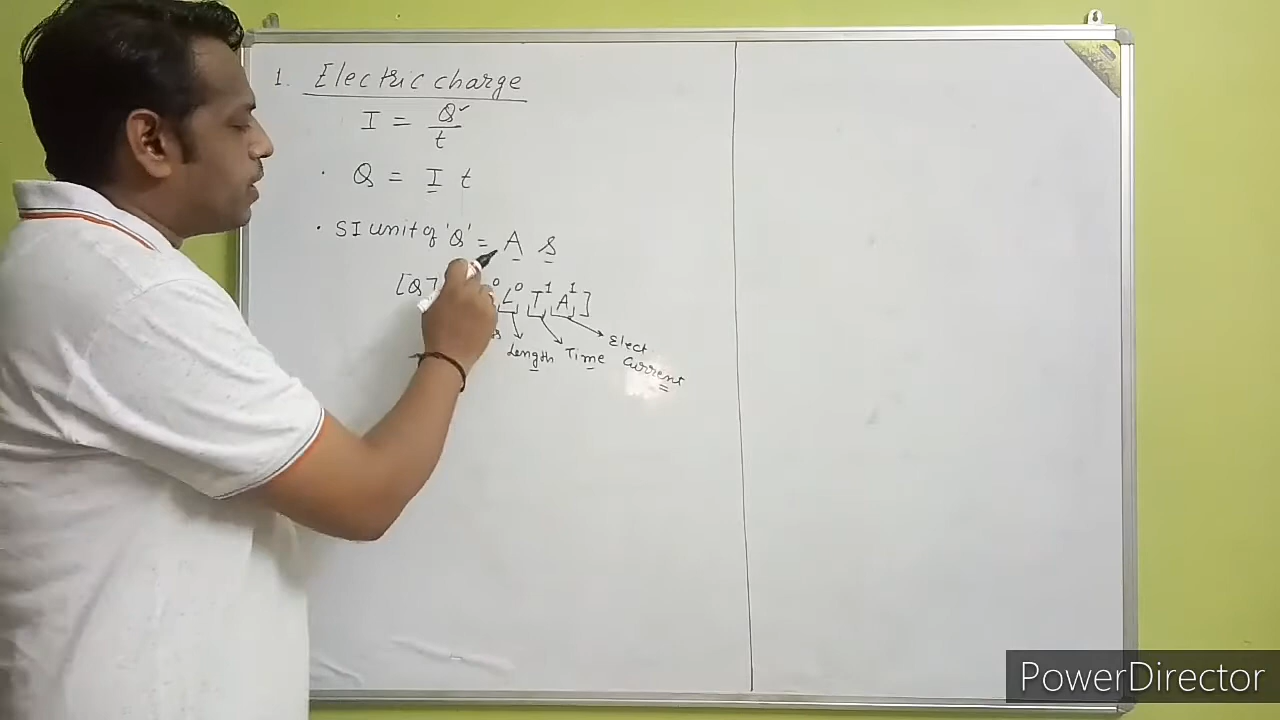 1. Electric charge
I = Q/t
· Q = I t
· SI unit of 'Q' = A s
[Q] L⁰ T¹ A¹]
Length Time Elect
Current
PowerDirector